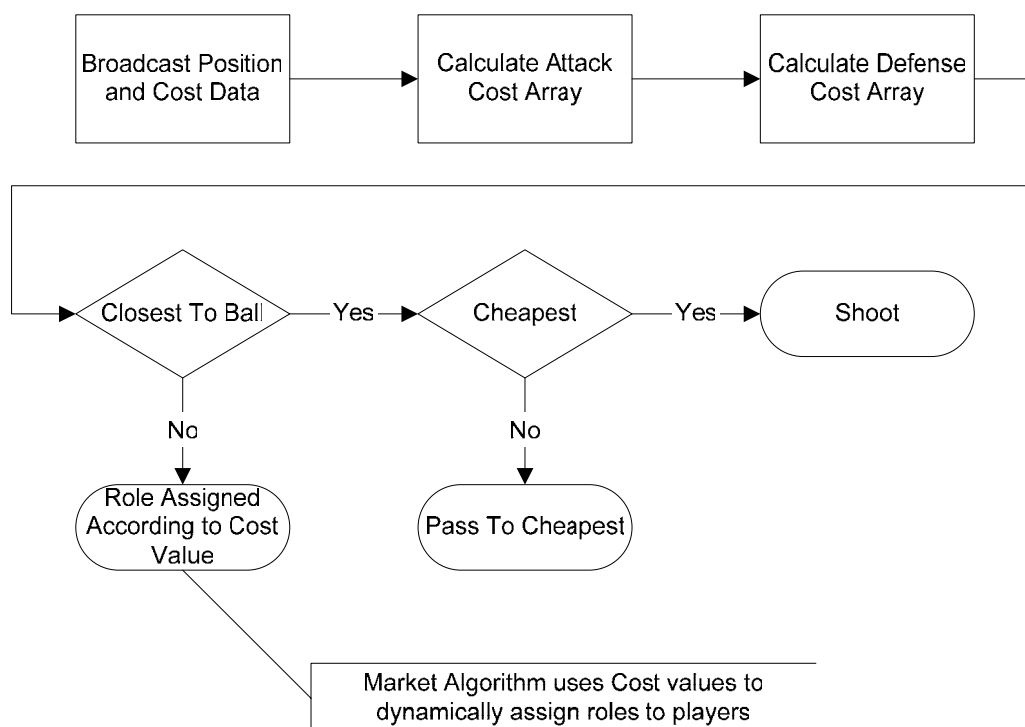 Broadcast Position
and Cost Data
Calculate Attack
Cost Array
Calculate Defense
Cost Array
Closest To Ball
Yes
Cheapest
Yes
Shoot
No
No
Role Assigned
According to Cost
Value
Pass To Cheapest
Market Algorithm uses Cost values to
dynamically assign roles to players